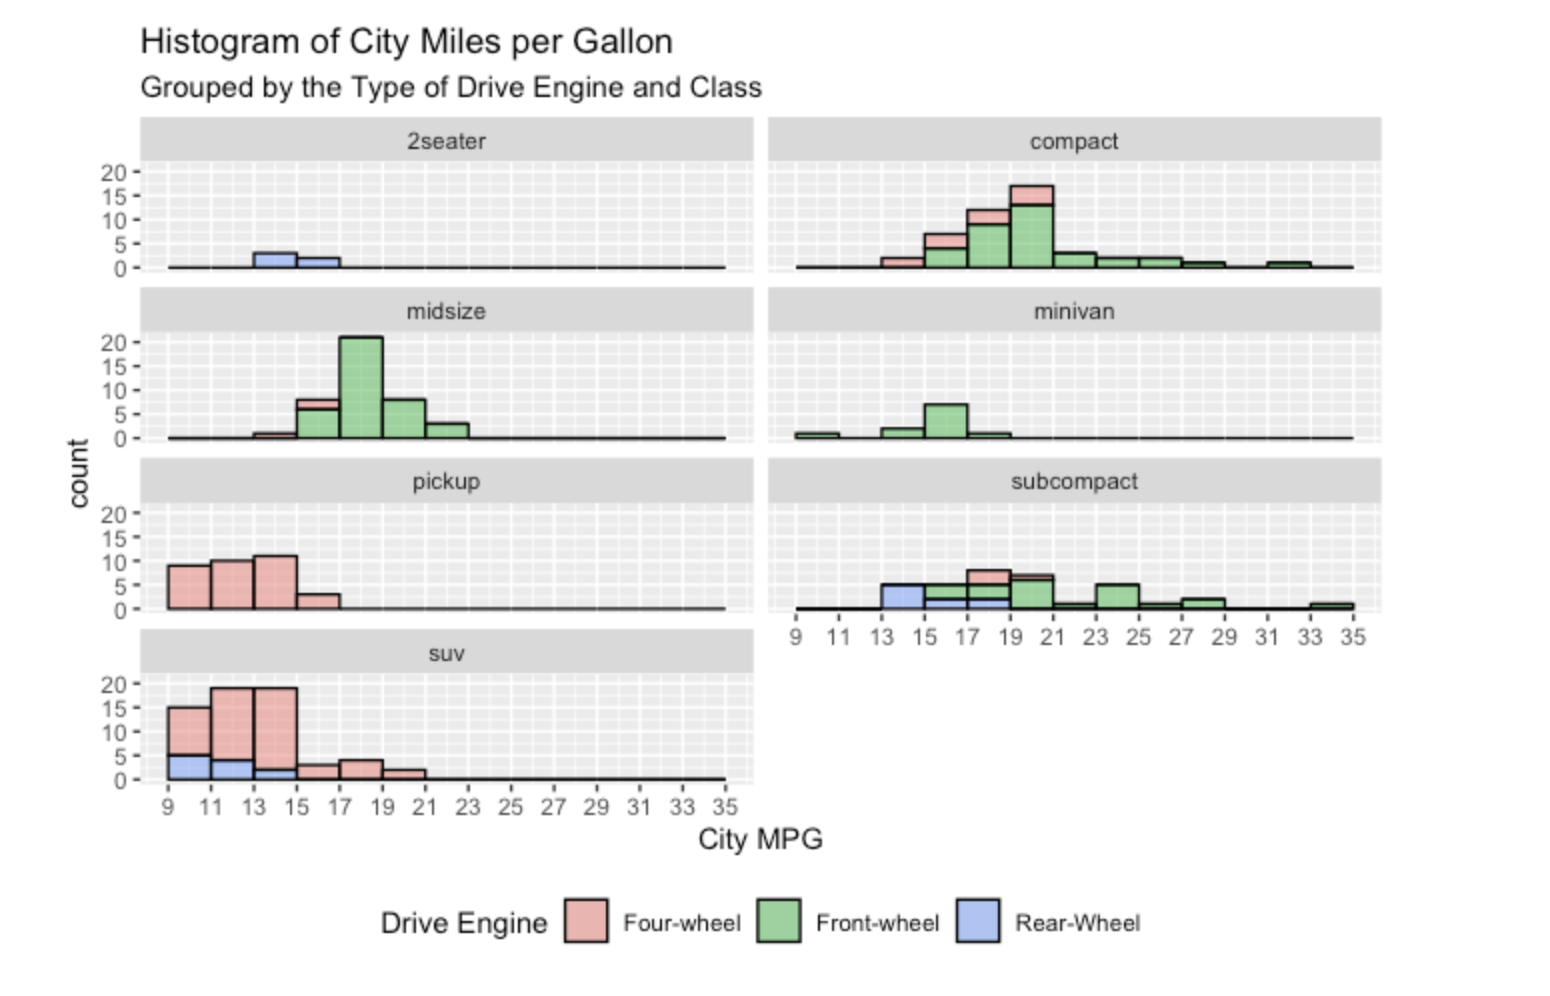 Histogram of City Miles per Gallon
Grouped by the Type of Drive Engine and Class
2seater
compact
20
15
10
5
0
midsize
minivan
20
15
10
5
0
count
pickup
subcompact
20
15
10
5
0
9 11 13 15 17 19 21 23 25 27 29 31 33 35
suv
20
15
10
5
0
9 11 13 15 17 19 21 23 25 27 29 31 33 35
City MPG
Drive Engine Four-wheel Front-wheel Rear-Wheel